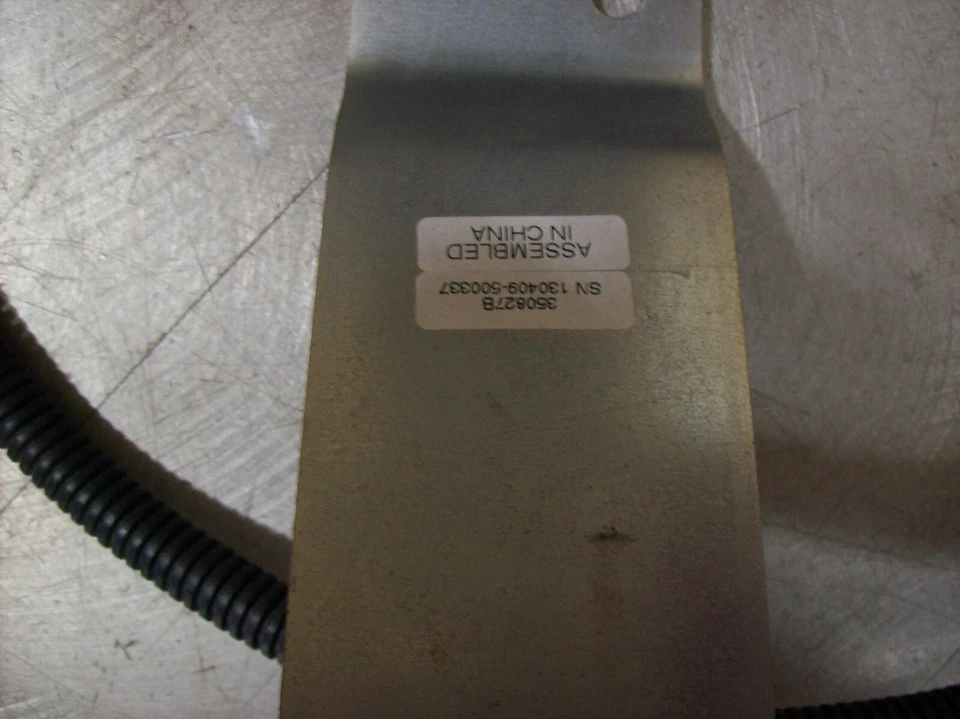 350827B
SN 130409-500337
ASSEMBLED
IN CHINA